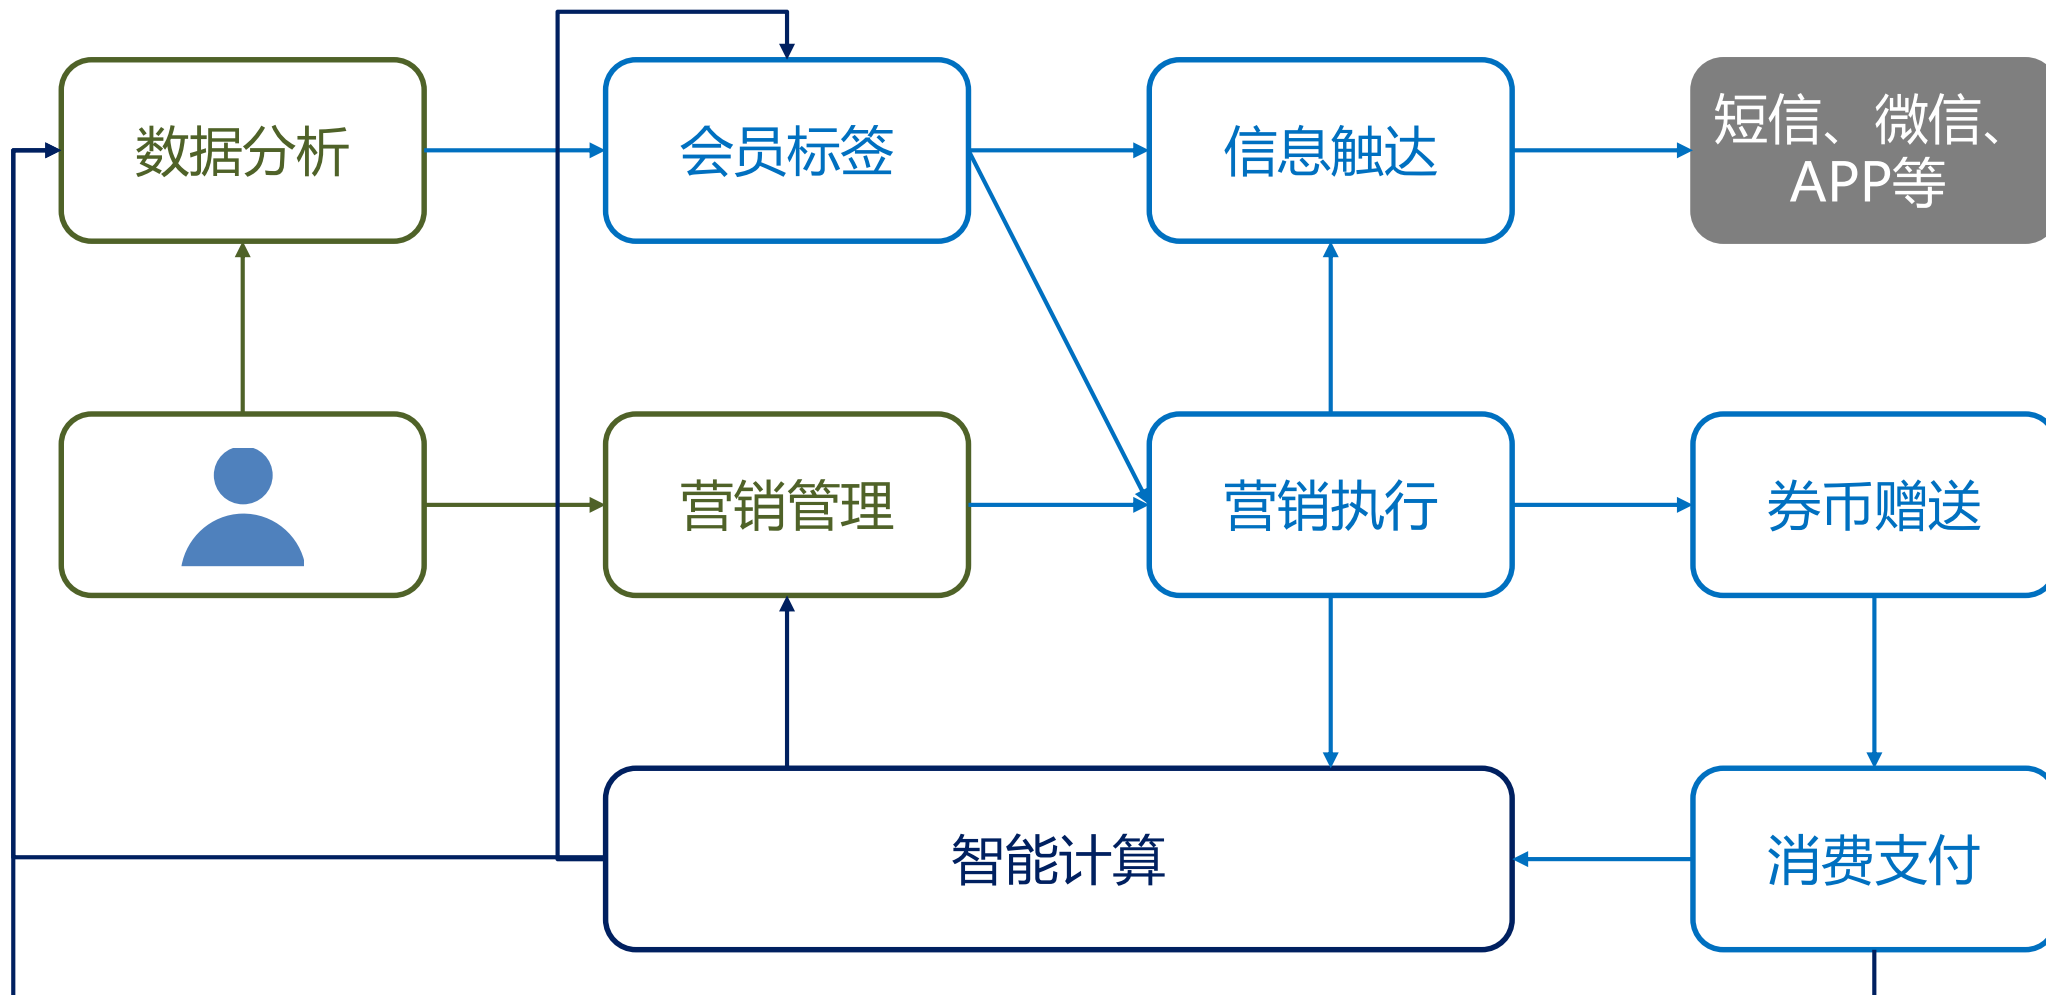 数据分析
会员标签
信息触达
短信、微信、
APP等
营销管理
营销执行
券币赠送
智能计算
消费支付